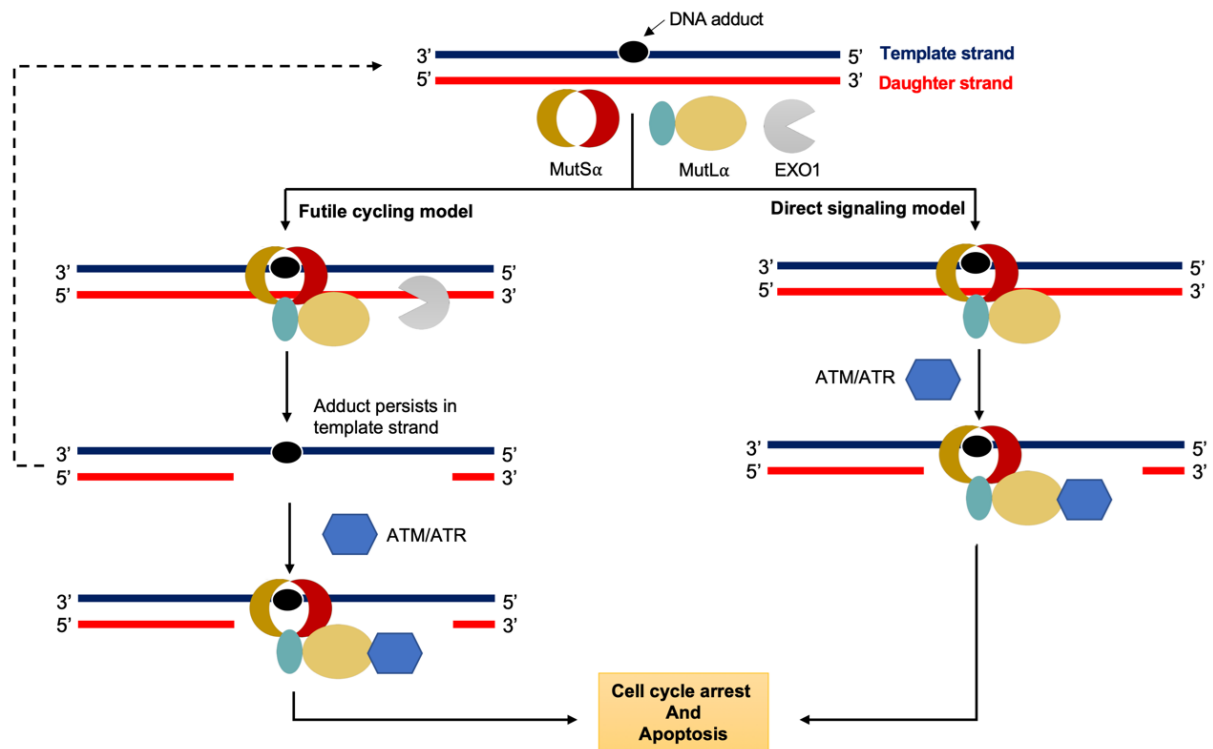 DNA adduct
3’ 5’ Template strand
5’ 3’ Daughter strand
MutSα MutLα EXO1
Futile cycling model
Direct signaling model
3’ 5’
5’ 3’
3’ 5’
5’ 3’
ATM/ATR
Adduct persists in
template strand
3’ 5’
5’ 3’
3’ 5’
5’ 3’
ATM/ATR
3’ 5’
5’ 3’
Cell cycle arrest
And
Apoptosis